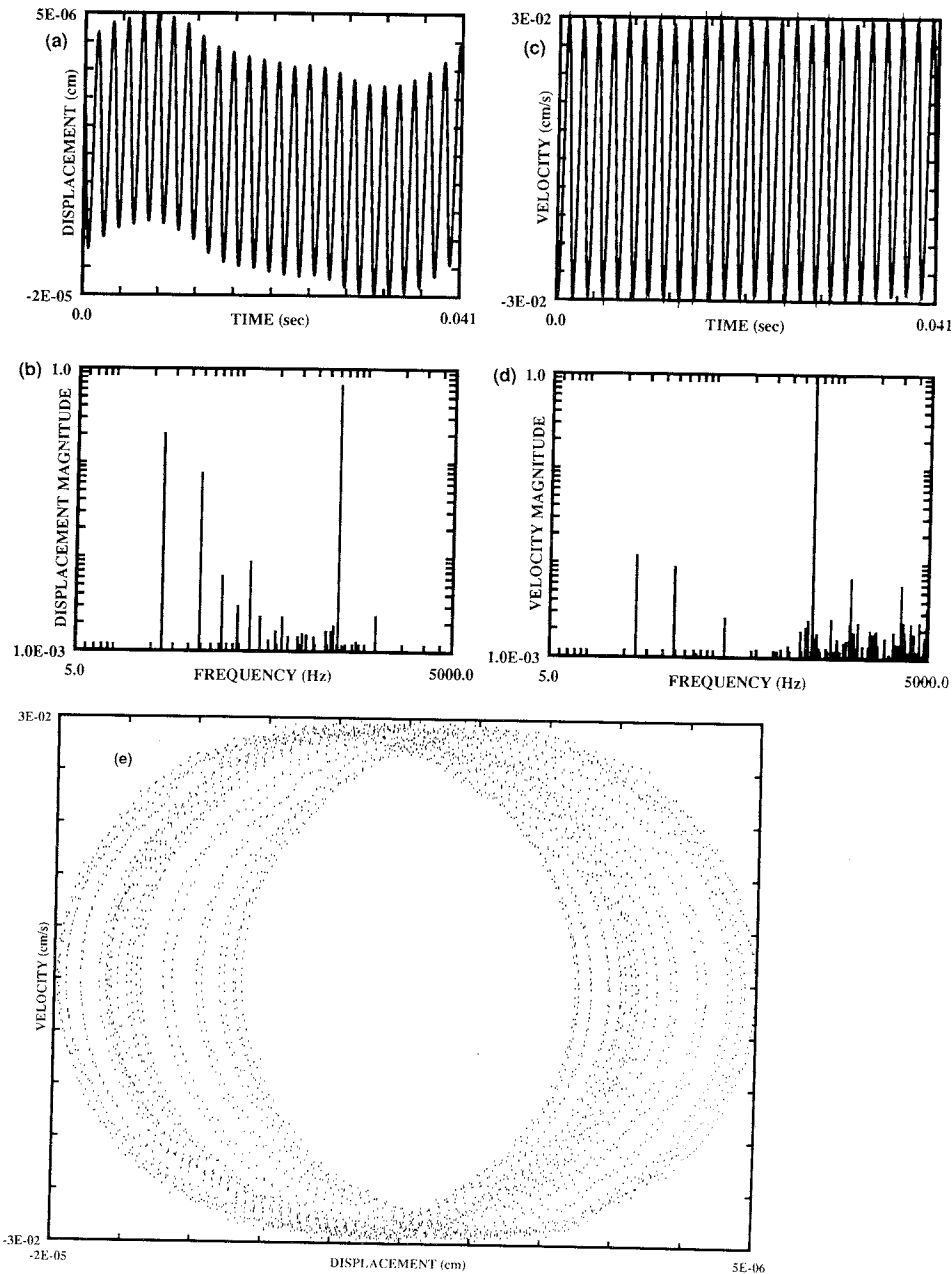 (a)
5E-06
DISPLACEMENT (cm)
-2E-05
0.0
TIME (sec)
0.041
(c)
3E-02
VELOCITY (cm/s)
-3E-02
0.0
TIME (sec)
0.041
(b)
1.0
DISPLACEMENT MAGNITUDE
1.0E-03
5.0
FREQUENCY (Hz)
5000.0
(d)
1.0
VELOCITY MAGNITUDE
1.0E-03
5.0
FREQUENCY (Hz)
5000.0
3E-02
(e)
VELOCITY (cm/s)
-3E-02
-2E-05
DISPLACEMENT (cm)
5E-06